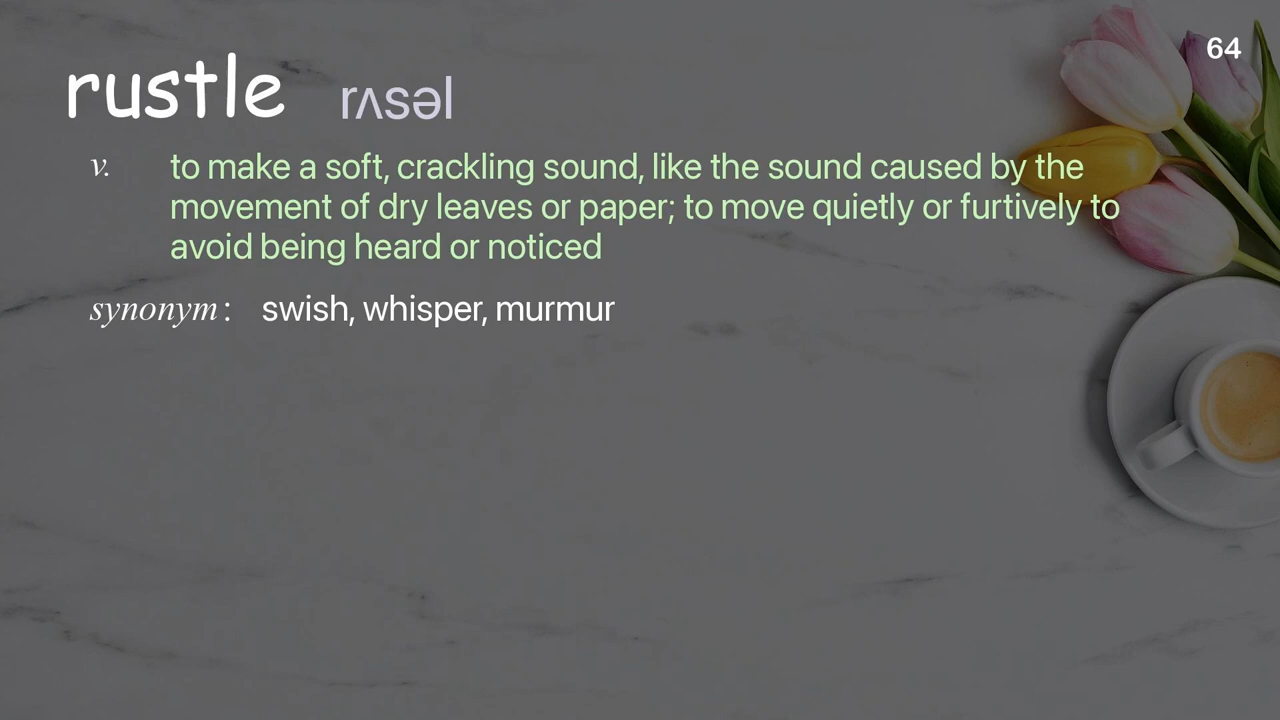 64
rustle rʌsəl
v. to make a soft, crackling sound, like the sound caused by the
movement of dry leaves or paper; to move quietly or furtively to
avoid being heard or noticed
synonym: swish, whisper, murmur